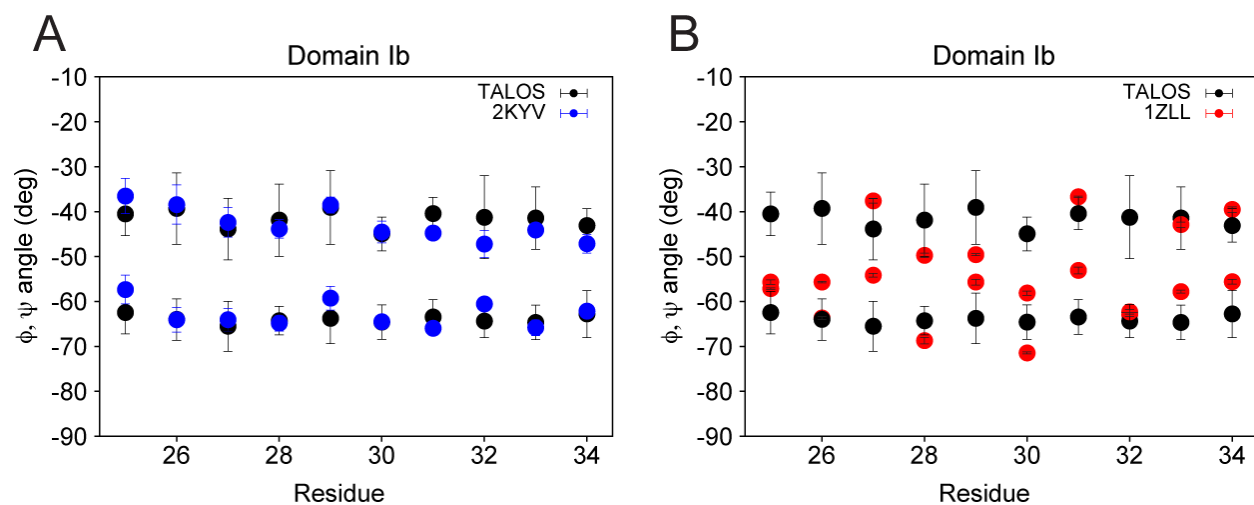 A
Domain Ib
TALOS
2KYV
ϕ, ψ angle (deg)
-10
-20
-30
-40
-50
-60
-70
-80
-90
26 28 30 32 34
Residue
B
Domain Ib
TALOS
1ZLL
ϕ, ψ angle (deg)
-10
-20
-30
-40
-50
-60
-70
-80
-90
26 28 30 32 34
Residue